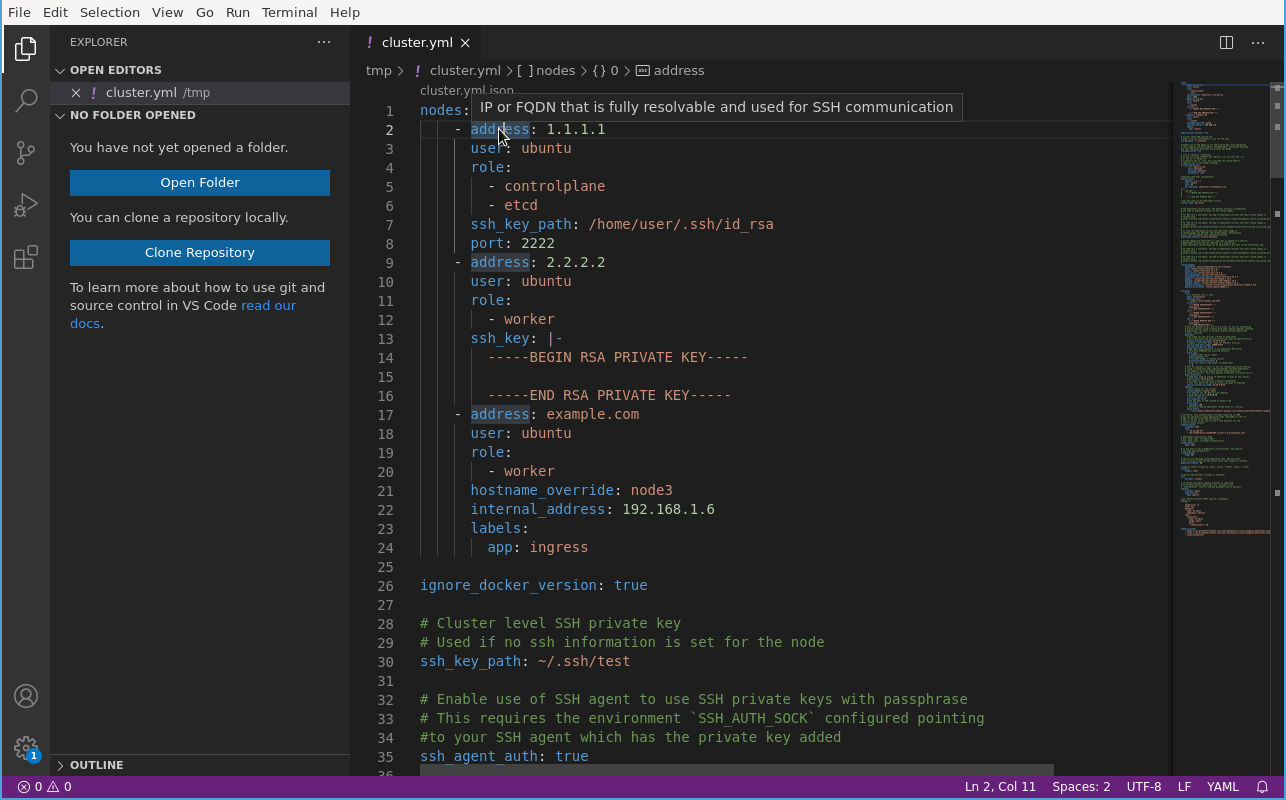 File Edit Selection View Go Run Terminal Help
EXPLORER
OPEN EDITORS
cluster.yml /tmp
NO FOLDER OPENED
You have not yet opened a folder.
Open Folder
You can clone a repository locally.
Clone Repository
To learn more about how to use git and
source control in VS Code read our
docs.
OUTLINE
1
cluster.yml
tmp > cluster.yml > [ ] nodes > {} 0 > address
cluster.yml.json
IP or FQDN that is fully resolvable and used for SSH communication
1 nodes:
2 - address: 1.1.1.1
3 user: ubuntu
4 role:
5 - controlplane
6 - etcd
7 ssh_key_path: /home/user/.ssh/id_rsa
8 port: 2222
9 - address: 2.2.2.2
10 user: ubuntu
11 role:
12 - worker
13 ssh_key: |-
14 -----BEGIN RSA PRIVATE KEY-----
15
16 -----END RSA PRIVATE KEY-----
17 - address: example.com
18 user: ubuntu
19 role:
20 - worker
21 hostname_override: node3
22 internal_address: 192.168.1.6
23 labels:
24 app: ingress
25
26 ignore_docker_version: true
27
28 # Cluster level SSH private key
29 # Used if no ssh information is set for the node
30 ssh_key_path: ~/.ssh/test
31
32 # Enable use of SSH agent to use SSH private keys with passphrase
33 # This requires the environment `SSH_AUTH_SOCK` configured pointing
34 #to your SSH agent which has the private key added
35 ssh_agent_auth: true
36
0 0 Ln 2, Col 11 Spaces: 2 UTF-8 LF YAML